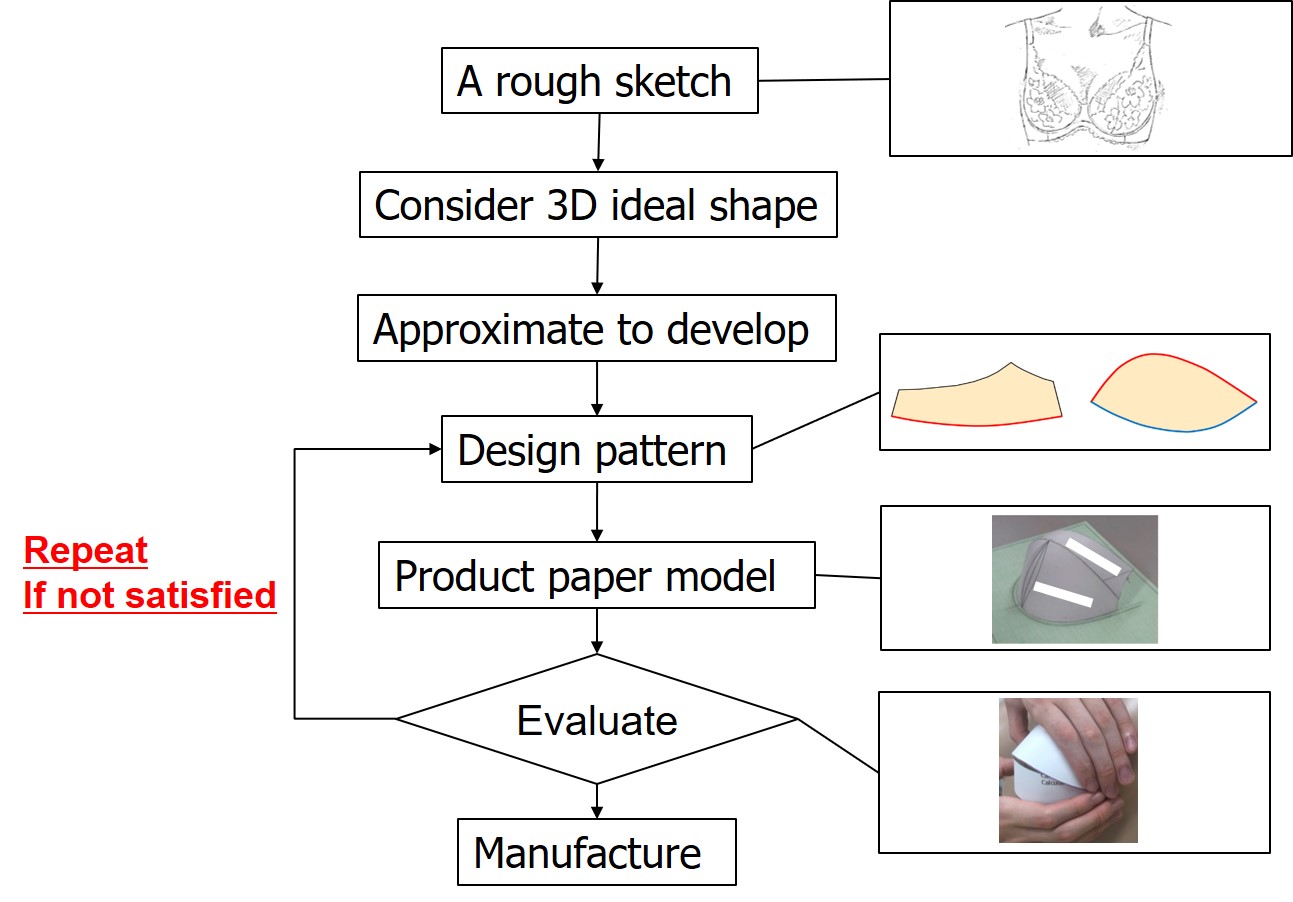 A rough sketch
Consider 3D ideal shape
Approximate to develop
Design pattern
Repeat
If not satisfied
Product paper model
Evaluate
Manufacture